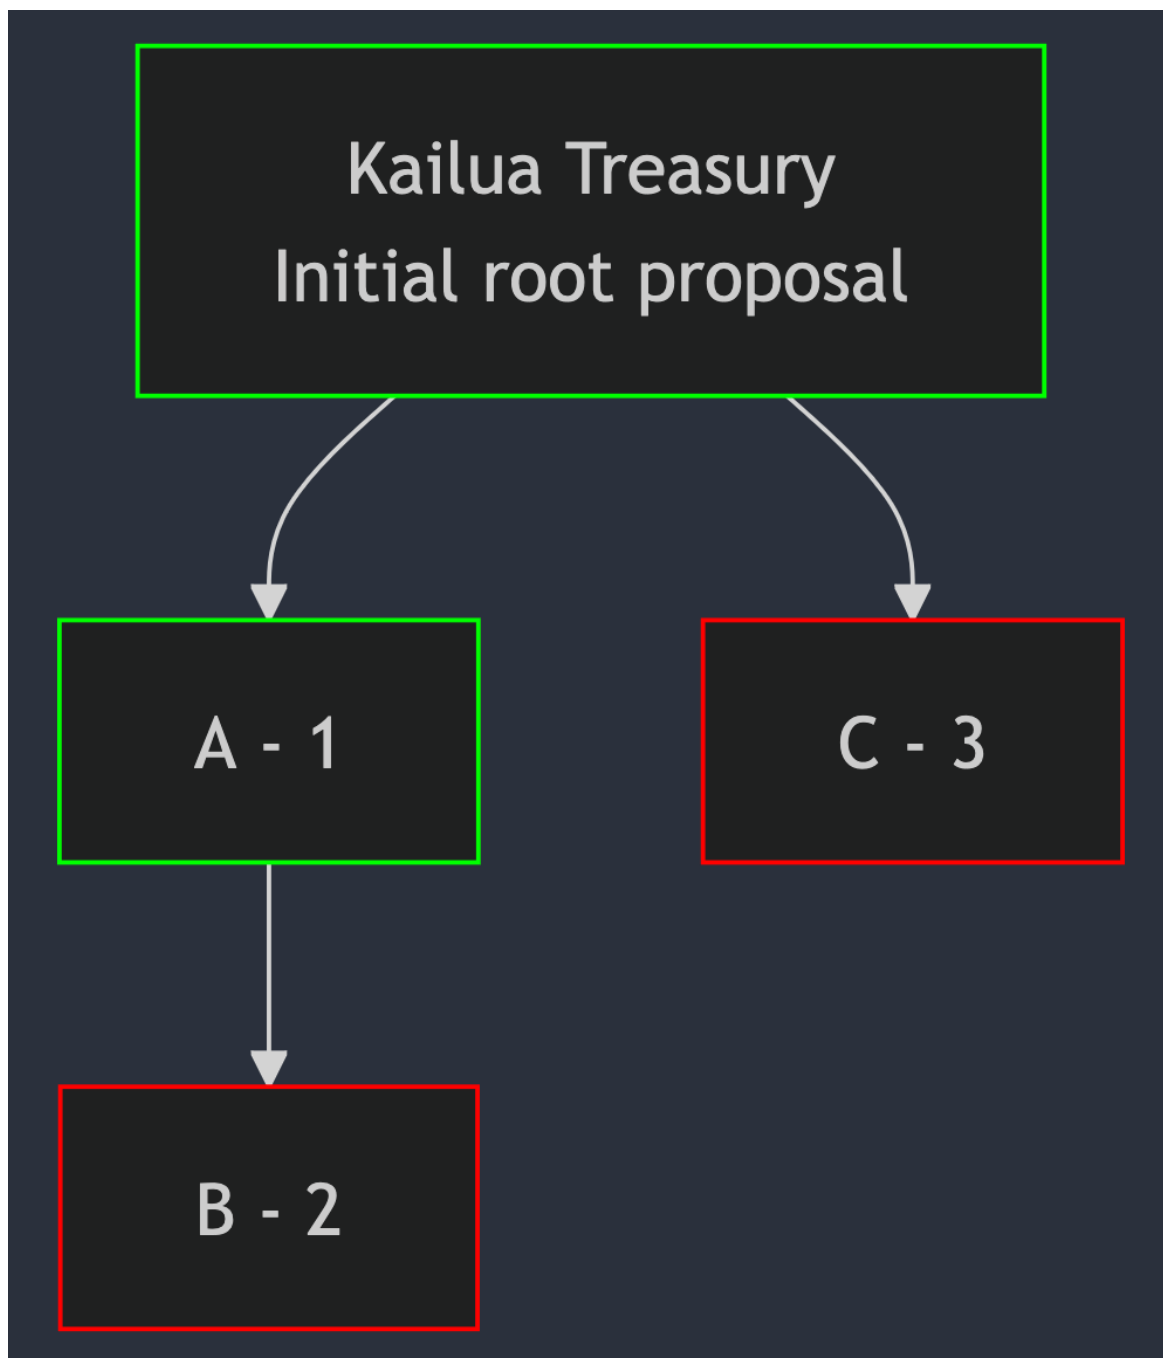 Kailua Treasury
Initial root proposal
A - 1
C - 3
B - 2